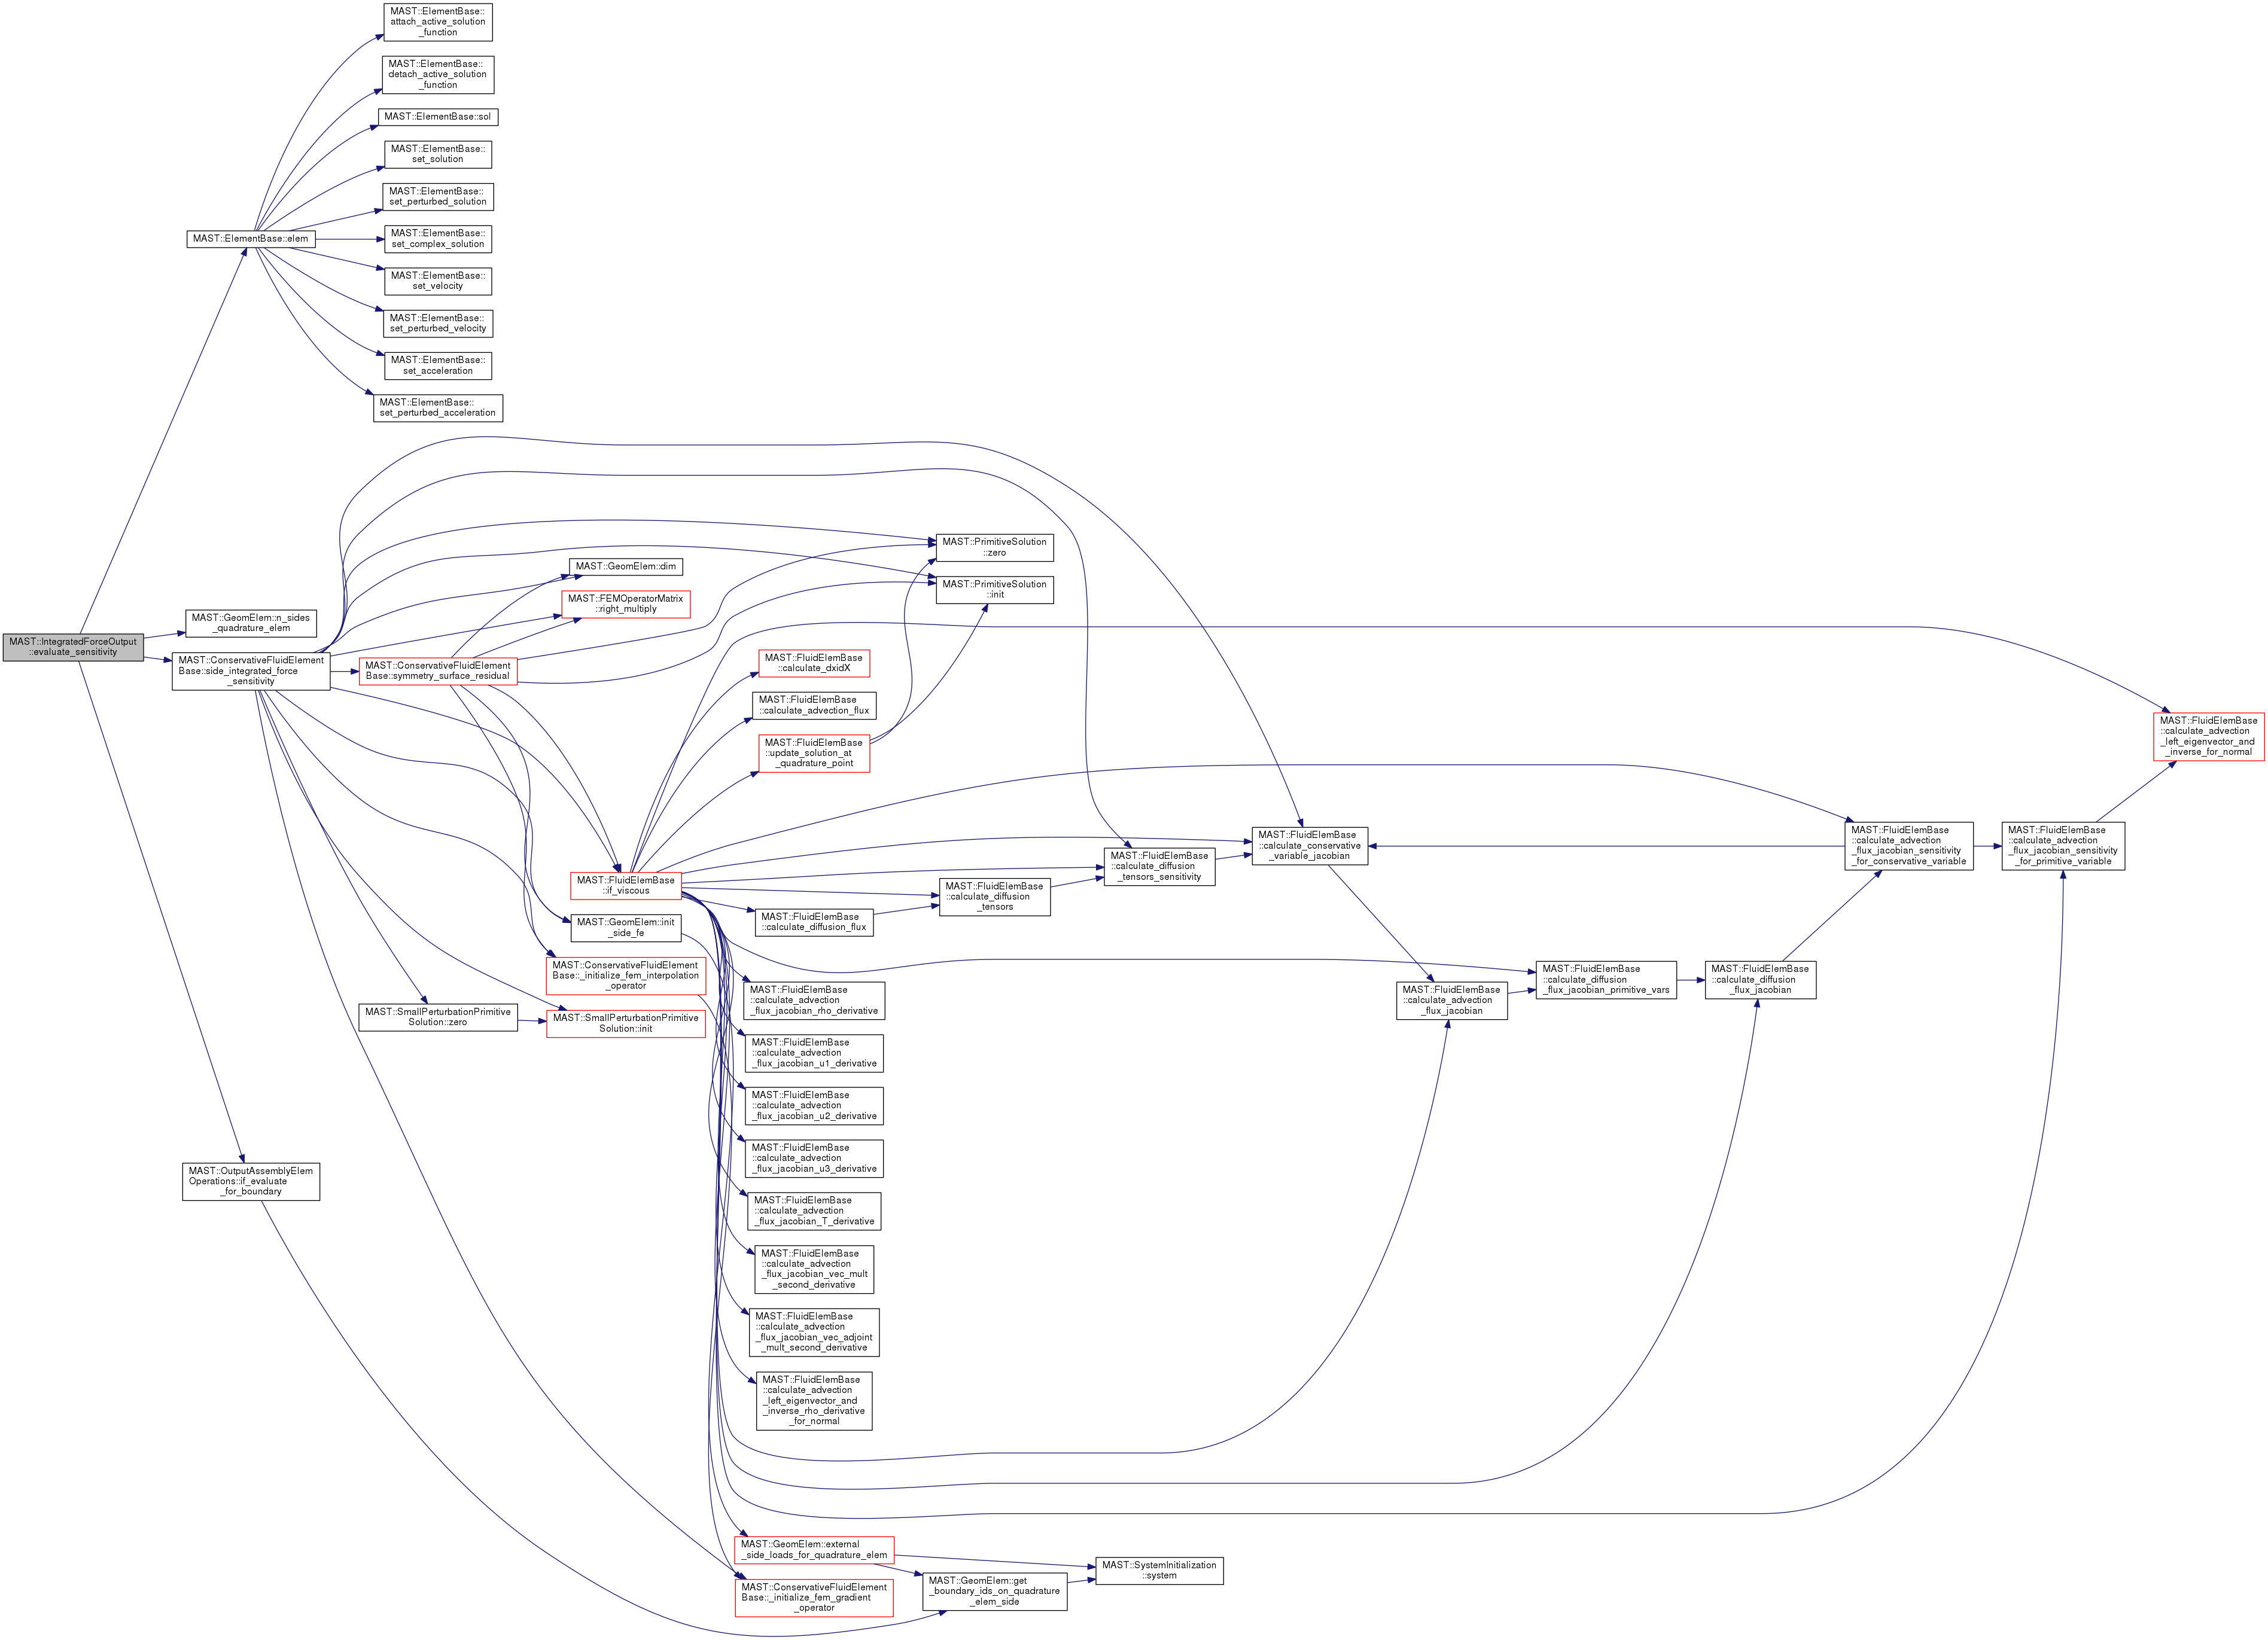 MAST::IntegratedForceOutput
::evaluate_sensitivity
MAST::ElementBase::elem
MAST::ElementBase::
attach_active_solution
_function
MAST::ElementBase::
detach_active_solution
_function
MAST::ElementBase::sol
MAST::ElementBase::
set_solution
MAST::ElementBase::
set_perturbed_solution
MAST::ElementBase::
set_complex_solution
MAST::ElementBase::
set_velocity
MAST::ElementBase::
set_perturbed_velocity
MAST::ElementBase::
set_acceleration
MAST::ElementBase::
set_perturbed_acceleration
MAST::GeomElem::n_sides
_quadrature_elem
MAST::ConservativeFluidElement
Base::side_integrated_force
_sensitivity
MAST::OutputAssemblyElem
Operations::if_evaluate
_for_boundary
MAST::ConservativeFluidElement
Base::symmetry_surface_residual
MAST::SmallPerturbationPrimitive
Solution::zero
MAST::GeomElem::dim
MAST::FEMOperatorMatrix
::right_multiply
MAST::FluidElemBase
::if_viscous
MAST::GeomElem::init
_side_fe
MAST::ConservativeFluidElement
Base::_initialize_fem_interpolation
_operator
MAST::SmallPerturbationPrimitive
Solution::init
MAST::FluidElemBase
::calculate_dxidX
MAST::FluidElemBase
::calculate_advection_flux
MAST::FluidElemBase
::update_solution_at
_quadrature_point
MAST::FluidElemBase
::calculate_diffusion_flux
MAST::FluidElemBase
::calculate_advection
_flux_jacobian_rho_derivative
MAST::FluidElemBase
::calculate_advection
_flux_jacobian_u1_derivative
MAST::FluidElemBase
::calculate_advection
_flux_jacobian_u2_derivative
MAST::FluidElemBase
::calculate_advection
_flux_jacobian_u3_derivative
MAST::FluidElemBase
::calculate_advection
_flux_jacobian_T_derivative
MAST::FluidElemBase
::calculate_advection
_flux_jacobian_vec_mult
_second_derivative
MAST::FluidElemBase
::calculate_advection
_flux_jacobian_vec_adjoint
_mult_second_derivative
MAST::FluidElemBase
::calculate_advection
_left_eigenvector_and
_inverse_rho_derivative
_for_normal
MAST::GeomElem::external
_side_loads_for_quadrature_elem
MAST::ConservativeFluidElement
Base::_initialize_fem_gradient
_operator
MAST::PrimitiveSolution
::zero
MAST::PrimitiveSolution
::init
MAST::FluidElemBase
::calculate_diffusion
_tensors
MAST::GeomElem::get
_boundary_ids_on_quadrature
_elem_side
MAST::FluidElemBase
::calculate_diffusion
_tensors_sensitivity
MAST::SystemInitialization
::system
MAST::FluidElemBase
::calculate_conservative
_variable_jacobian
MAST::FluidElemBase
::calculate_advection
_flux_jacobian
MAST::FluidElemBase
::calculate_diffusion
_flux_jacobian_primitive_vars
MAST::FluidElemBase
::calculate_diffusion
_flux_jacobian
MAST::FluidElemBase
::calculate_advection
_flux_jacobian_sensitivity
_for_conservative_variable
MAST::FluidElemBase
::calculate_advection
_flux_jacobian_sensitivity
_for_primitive_variable
MAST::FluidElemBase
::calculate_advection
_left_eigenvector_and
_inverse_for_normal